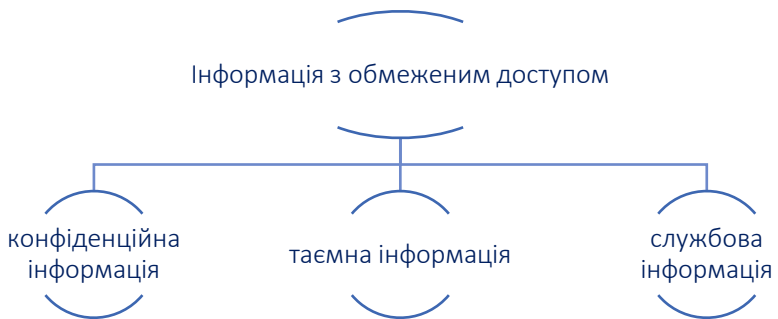 Інформація з обмеженим доступом
конфіденційна
інформація
таємна інформація
службова
інформація